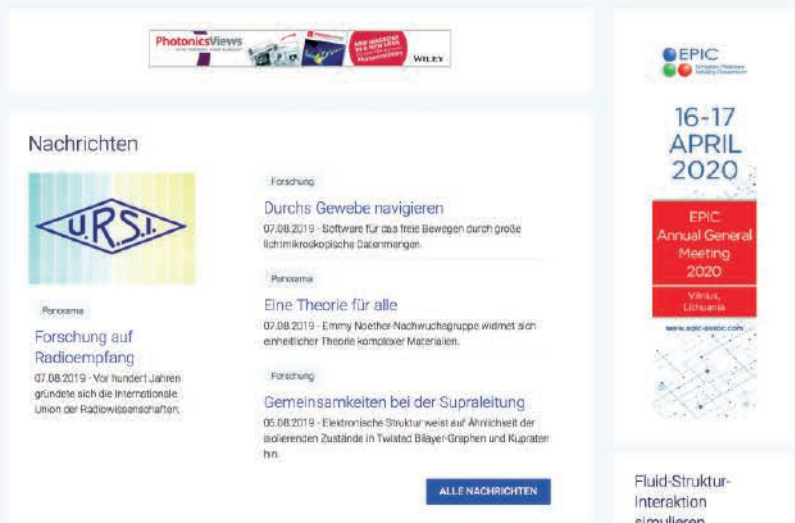 PhotonicsViews
WILEY
Nachrichten
U.R.S.I.
Panorama
Forschung auf
Radioempfang
07.08.2019 - Vor hundert Jahren
gründete sich die Internationale
Union der Radiowissenschaften.
Forschung
Durchs Gewebe navigieren
07.08.2019 - Software für das freie Bewegen durch große
lichtmikroskopische Datenmengen.
Panorama
Eine Theorie für alle
07.08.2019 - Emmy Noether-Nachwuchsgruppe widmet sich
einheitlicher Theorie komplexer Materialien.
Forschung
Gemeinsamkeiten bei der Supraleitung
06.08.2019 - Elektronische Struktur weist auf Ähnlichkeit der
isolierenden Zustände in Twisted Bilayer-Graphen und Kupraten
hin.
ALLE NACHRICHTEN
EPIC
European Photonics
Industry Consortium
16-17
APRIL
2020
EPIC
Annual General
Meeting
2020
Vilnius,
Lithuania
www.epic-assoc.com
Fluid-Struktur-
Interaktion
simulieren